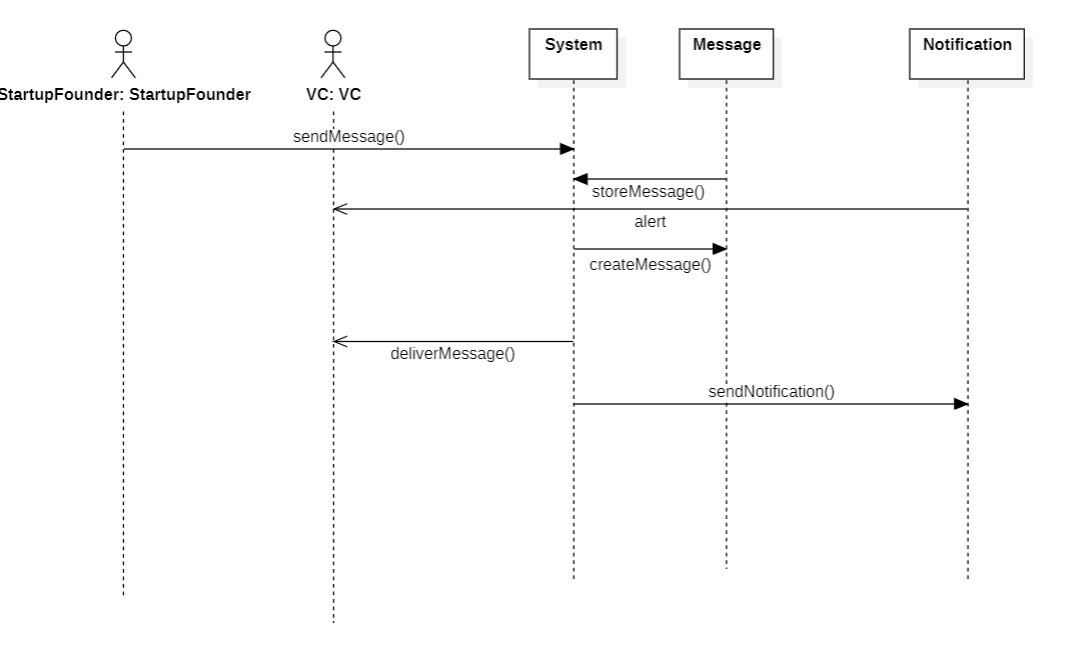 System
Message
Notification
StartupFounder: StartupFounder
VC: VC
sendMessage()
storeMessage()
alert
createMessage()
deliverMessage()
sendNotification()